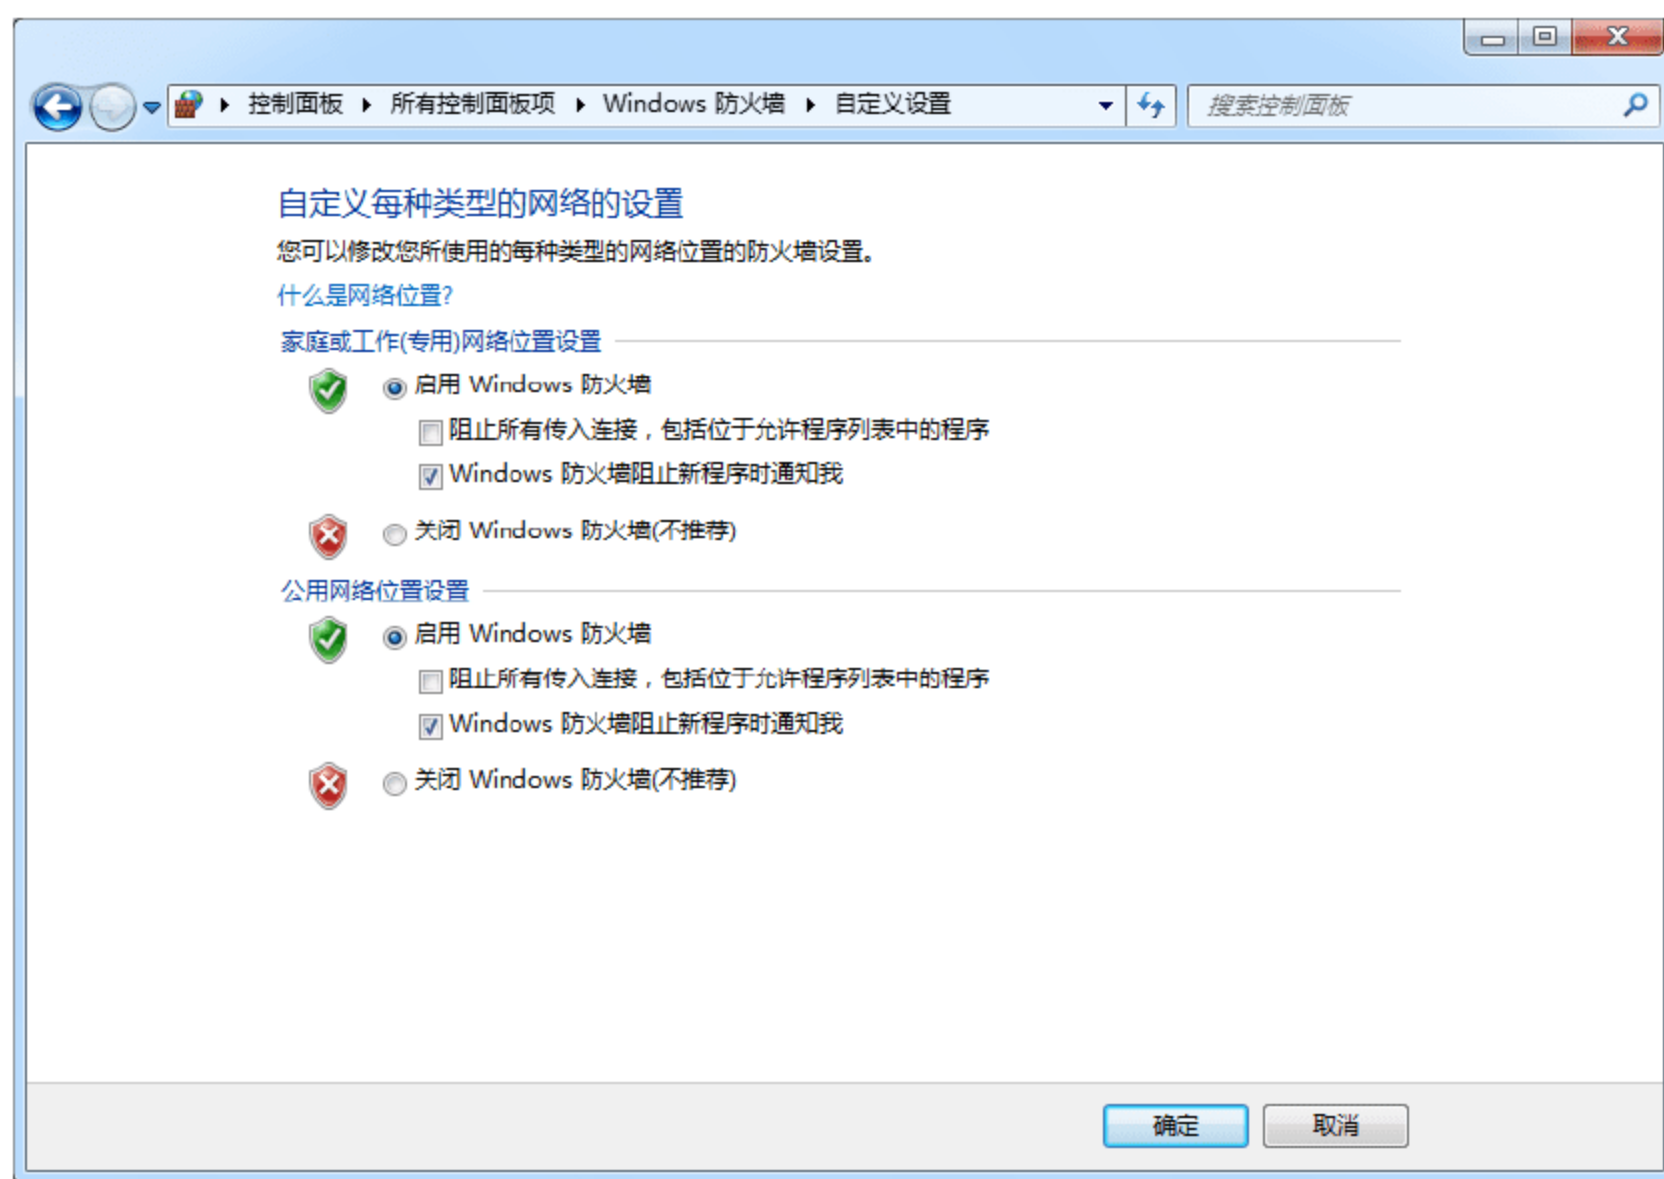 控制面板 ▸ 所有控制面板项 ▸ Windows 防火墙 ▸ 自定义设置
搜索控制面板
自定义每种类型的网络的设置
您可以修改您所使用的每种类型的网络位置的防火墙设置。
什么是网络位置?
家庭或工作(专用)网络位置设置
启用 Windows 防火墙
阻止所有传入连接，包括位于允许程序列表中的程序
Windows 防火墙阻止新程序时通知我
关闭 Windows 防火墙(不推荐)
公用网络位置设置
启用 Windows 防火墙
阻止所有传入连接，包括位于允许程序列表中的程序
Windows 防火墙阻止新程序时通知我
关闭 Windows 防火墙(不推荐)
确定 取消